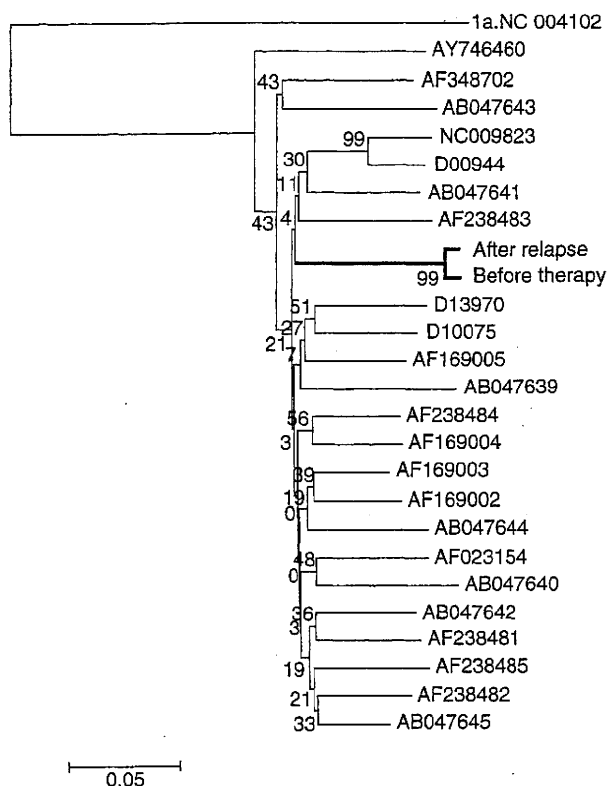 1a.NC 004102
AY746460
43
AF348702
AB047643
99
NC009823
30
D00944
11
AB047641
4
AF238483
43
After relapse
99
Before therapy
51
D13970
27
D10075
21
7
AF169005
AB047639
56
AF238484
3
AF169004
39
AF169003
19
AF169002
0
AB047644
48
AF023154
0
AB047640
36
AB047642
3
AF238481
19
AF238485
21
AF238482
33
AB047645
0.05